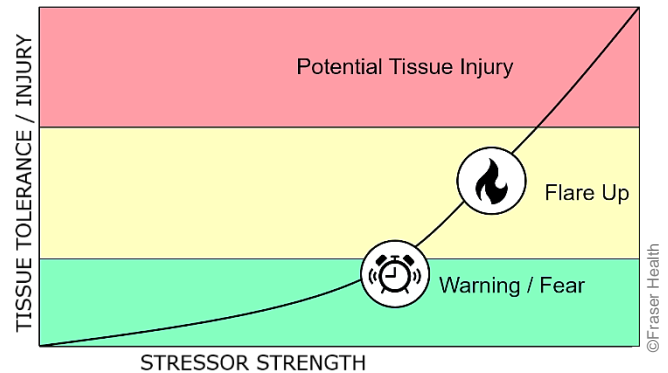 Potential Tissue Injury
Flare Up
Warning / Fear
TISSUE TOLERANCE / INJURY
STRESSOR STRENGTH
©Fraser Health